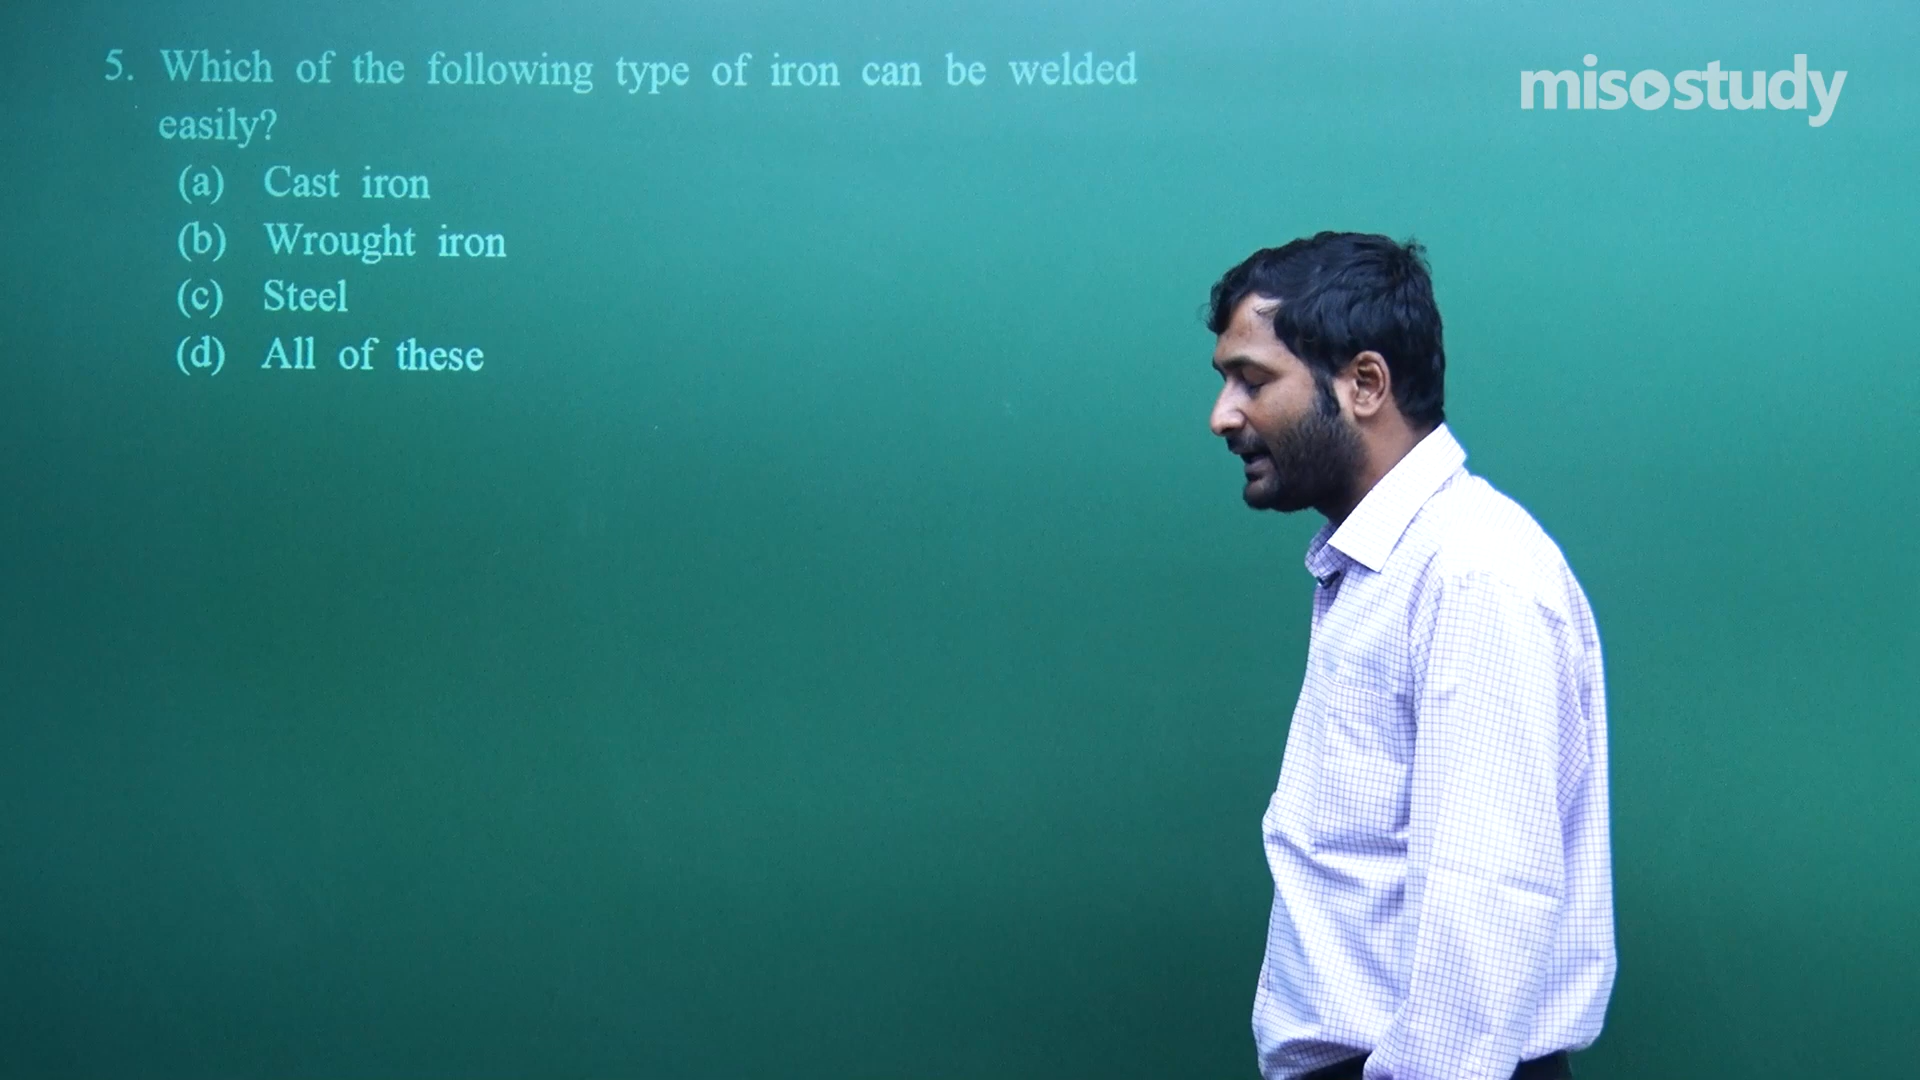 5. Which of the following type of iron can be welded
easily?
(a) Cast iron
(b) Wrought iron
(c) Steel
(d) All of these
misostudy